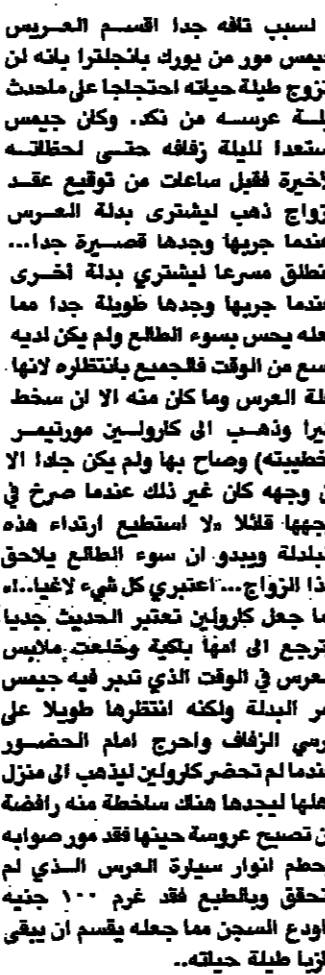 لسبب تافه جدا اقسم العريس
جيمس مور من يورك بانجلترا بانه لن
يتزوج طيلة حياته احتجاجا على ماحدث
ليلة عرسه من نكد. وكان جيمس
مستعدا لليلة زفافه حتى لحظاته
الاخيرة فقبل ساعات من توقيع عقد
الزواج ذهب ليشترى بدلة العرس
عندما جربها وجدها قصيرة جدا...
انطلق مسرعا ليشتري بدلة اخرى
عندما جربها وجدها طويلة جدا مما
جعله يحس بسوء الطالع ولم يكن لديه
متسع من الوقت فالجميع بانتظاره لانها
ليلة العرس وما كان منه الا ان سخط
كثيرا وذهب الى كارولين مورتيمر
(خطيبته) وصاح بها ولم يكن جادا الا
ان وجهه كان غير ذلك عندما صرخ في
وجهها قائلا «لا استطيع ارتداء هذه
البدلة ويبدو ان سوء الطالع يلاحق
هذا الزواج... اعتبري كل شيء لاغيا..!»
مما جعل كارولين تعتبر الحديث جديا
لترجع الى امها باكية وخلعت ملابس
العرس في الوقت الذي تدبر فيه جيمس
امر البدلة ولكنه انتظرها طويلا على
كرسي الزفاف واحرج امام الحضور
عندما لم تحضر كارولين ليذهب الى منزل
اهلها ليجدها هناك ساخطة منه رافضة
ان تصبح عروسة حينها فقد مور صوابه
وحطم انوار سيارة العرس الذي لم
يتحقق وبالطبع فقد غرم ١٠٠ جنيه
واودع السجن مما جعله يقسم ان يبقى
عازبا طيلة حياته..